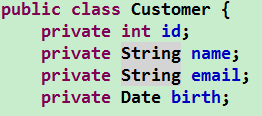 public class Customer {
    private int id;
    private String name;
    private String email;
    private Date birth;